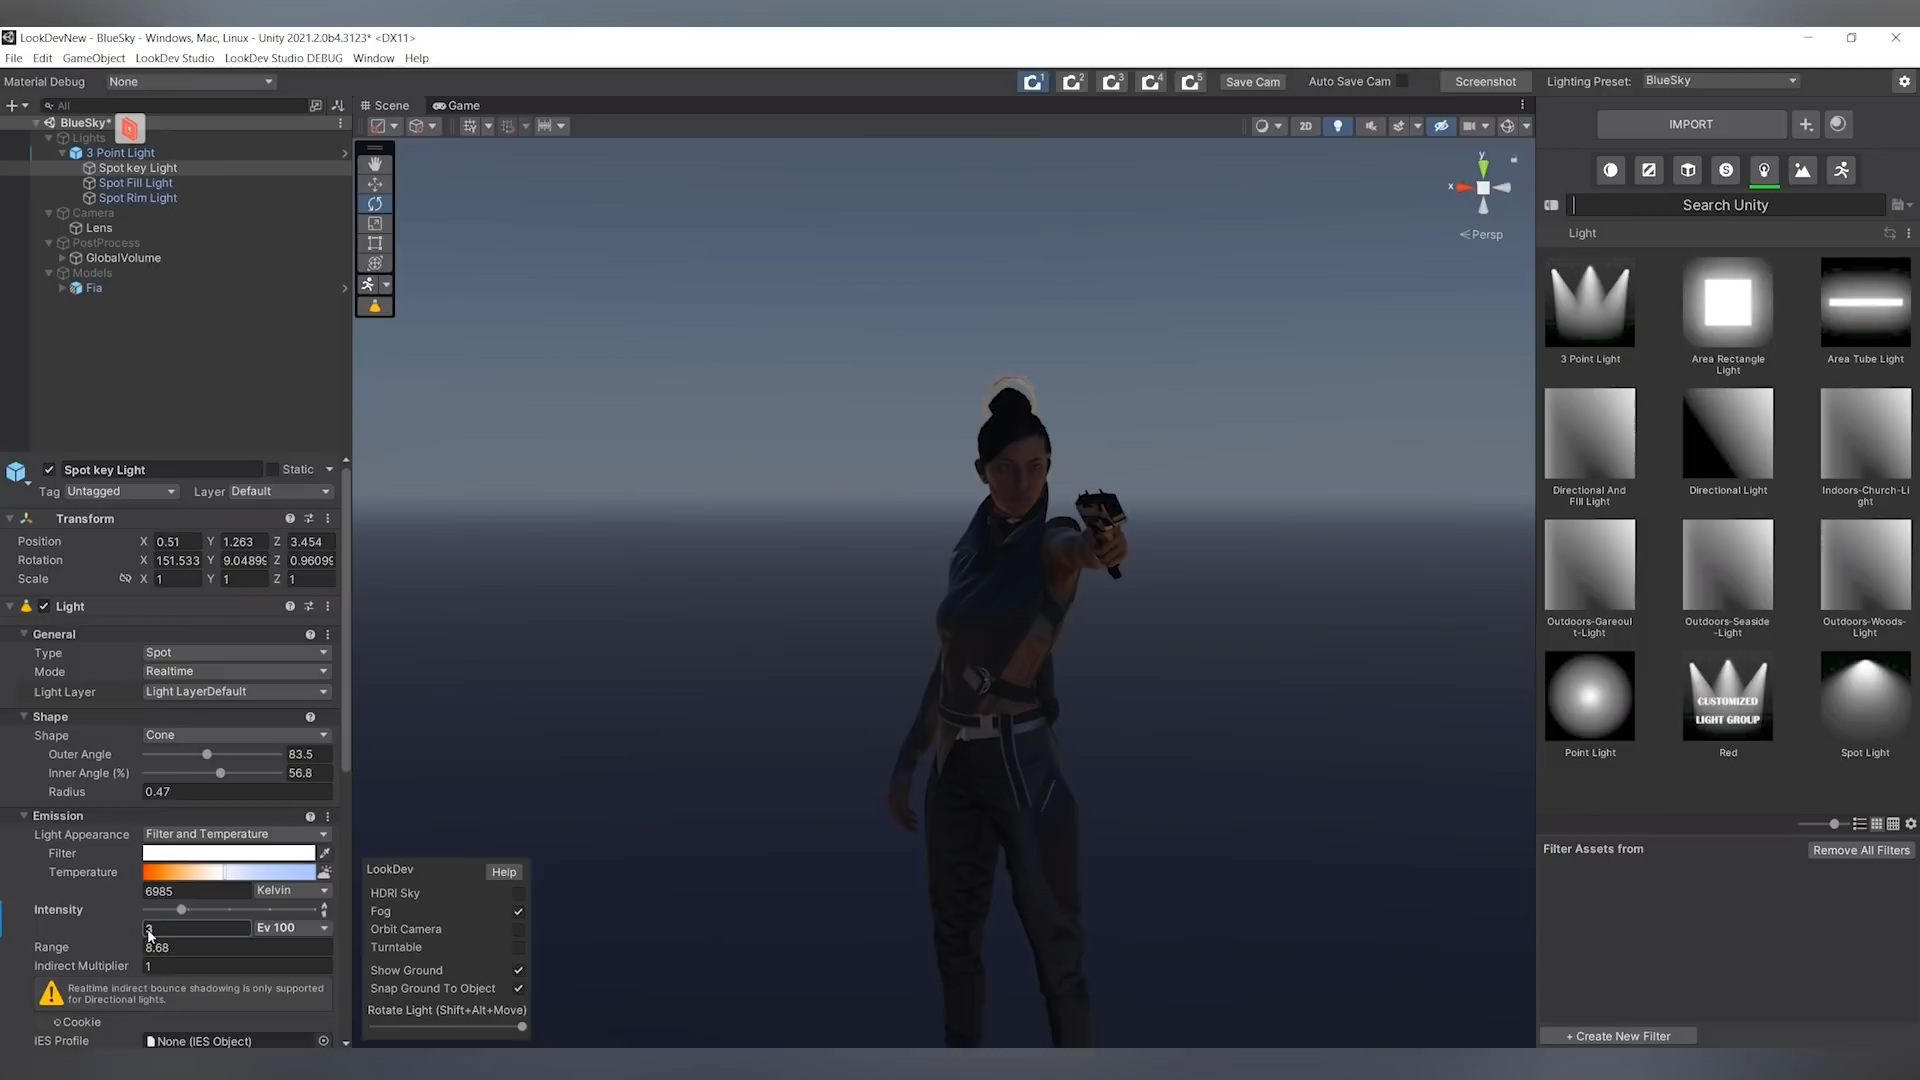 LookDevNew - BlueSky - Windows, Mac, Linux - Unity 2021.2.0b4.3123* <DX11>
File Edit GameObject LookDev Studio LookDev Studio DEBUG Window Help
Material Debug None 1 2 3 4 5 Save Cam Auto Save Cam Screenshot Lighting Preset: BlueSky
All
Scene Game
IMPORT
BlueSky*
2D
Lights
3 Point Light
Spot key Light
Spot Fill Light
Spot Rim Light
Camera
Lens
PostProcess
GlobalVolume
Models
Fia
y
x
Persp
Search Unity
Light
3 Point Light
Area Rectangle Light
Area Tube Light
Directional And Fill Light
Directional Light
Indoors-Church-Light
Outdoors-Gareoult-Light
Outdoors-Seaside-Light
Outdoors-Woods-Light
CUSTOMIZED
LIGHT GROUP
Point Light
Red
Spot Light
Filter Assets from Remove All Filters
+ Create New Filter
Spot key Light Static
Tag Untagged Layer Default
Transform
Position X 0.51 Y 1.263 Z 3.454
Rotation X 151.533 Y 9.04899 Z 0.96099
Scale X 1 Y 1 Z 1
Light
General
Type Spot
Mode Realtime
Light Layer Light LayerDefault
Shape
Shape Cone
Outer Angle 83.5
Inner Angle (%) 56.8
Radius 0.47
Emission
Light Appearance Filter and Temperature
Filter
Temperature
6985 Kelvin
Intensity
3 Ev 100
Range 8.68
Indirect Multiplier 1
Realtime indirect bounce shadowing is only supported
for Directional lights.
Cookie
IES Profile None (IES Object)
LookDev Help
HDRI Sky
Fog
Orbit Camera
Turntable
Show Ground
Snap Ground To Object
Rotate Light (Shift+Alt+Move)